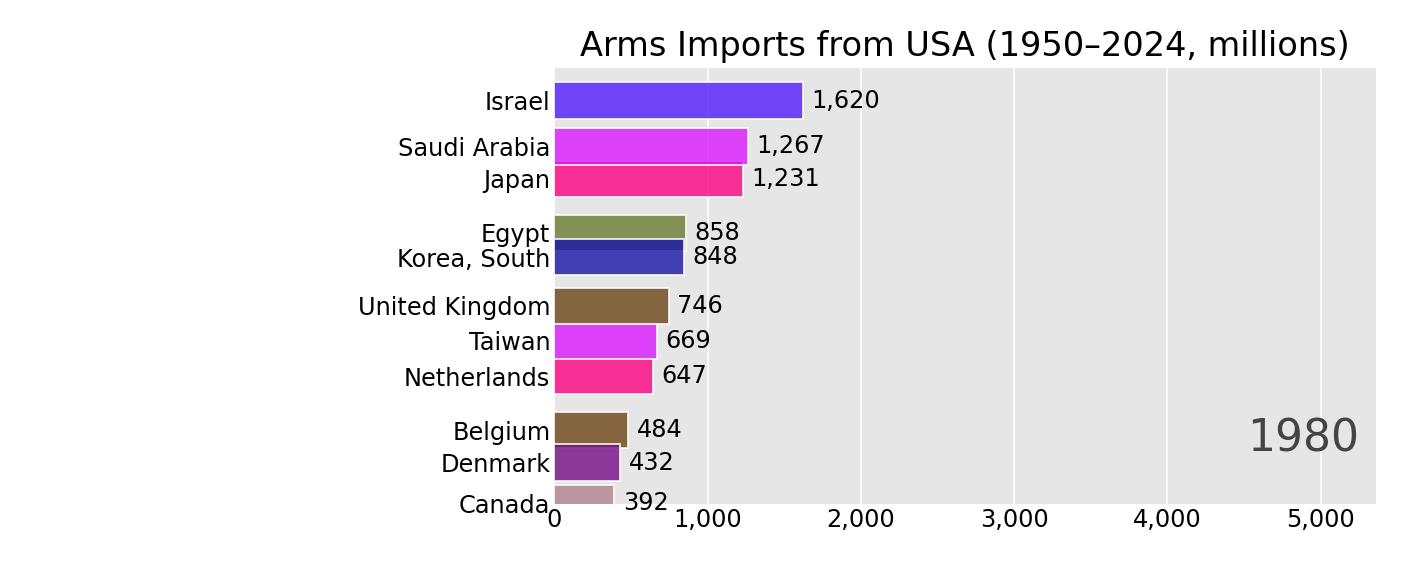 Arms Imports from USA (1950–2024, millions)
Israel 1,620
Saudi Arabia 1,267
Japan 1,231
Egypt 858
Korea, South 848
United Kingdom 746
Taiwan 669
Netherlands 647
Belgium 484
1980
Denmark 432
Canada 392
0 1,000 2,000 3,000 4,000 5,000